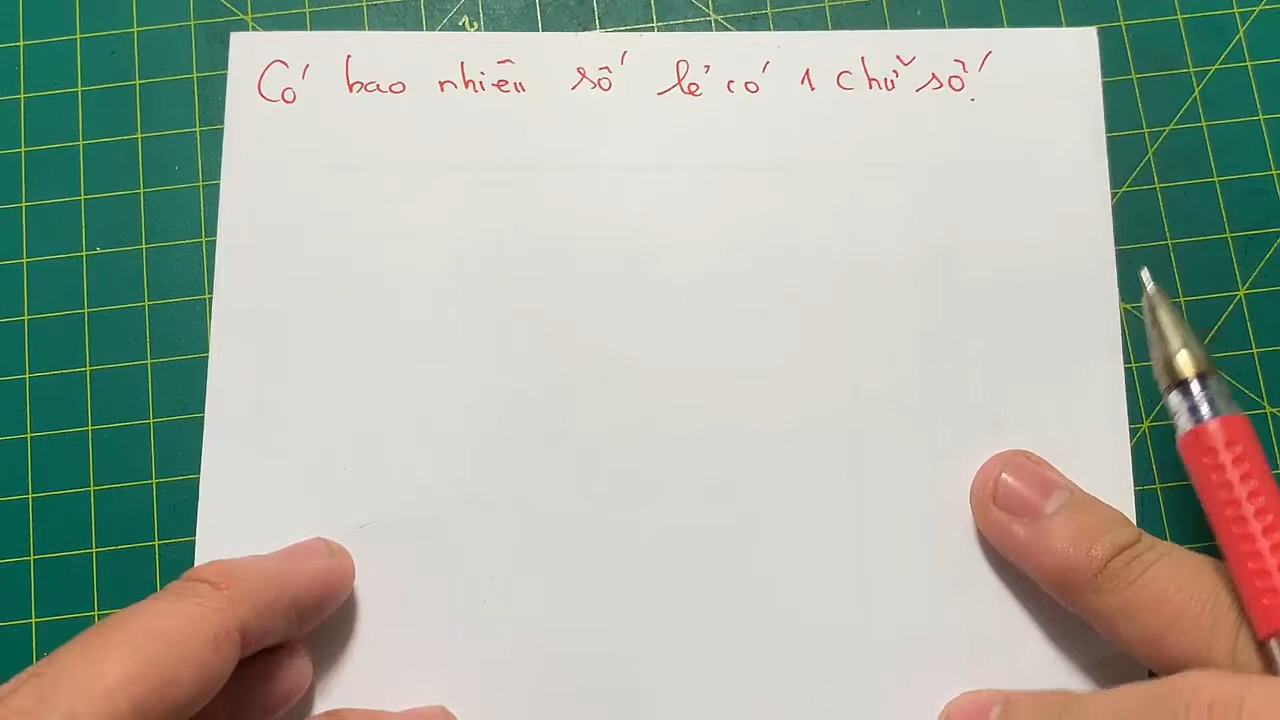 Có bao nhiêu số lẻ có 1 chữ số?